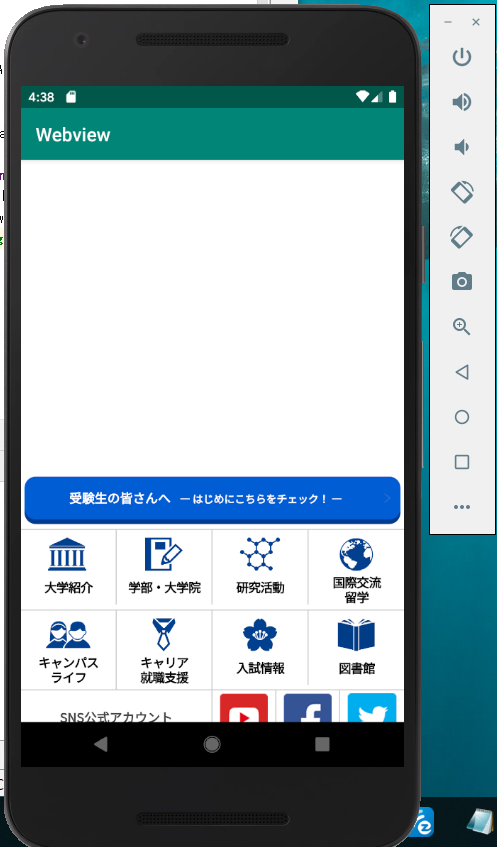 4:38
Webview
受験生の皆さんへ ー はじめにこちらをチェック！ ー
大学紹介
学部・大学院
研究活動
国際交流
留学
キャンパス
ライフ
キャリア
就職支援
入試情報
図書館
SNS公式アカウント